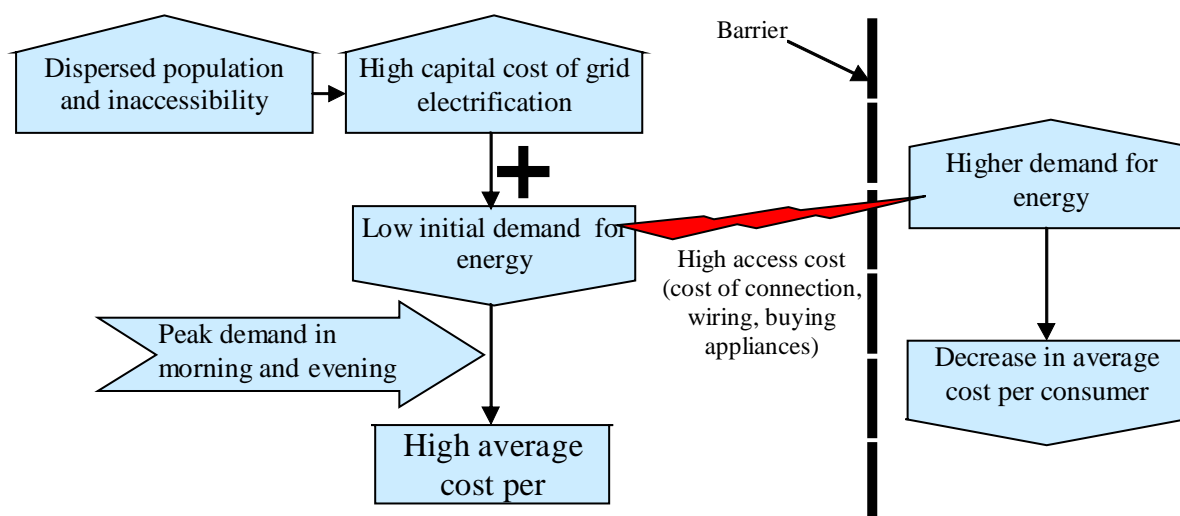 Dispersed population
and inaccessibility
High capital cost of grid
electrification
Barrier
Higher demand for
energy
Low initial demand for
energy
High access cost
(cost of connection,
wiring, buying
appliances)
Peak demand in
morning and evening
Decrease in average
cost per consumer
High average
cost per